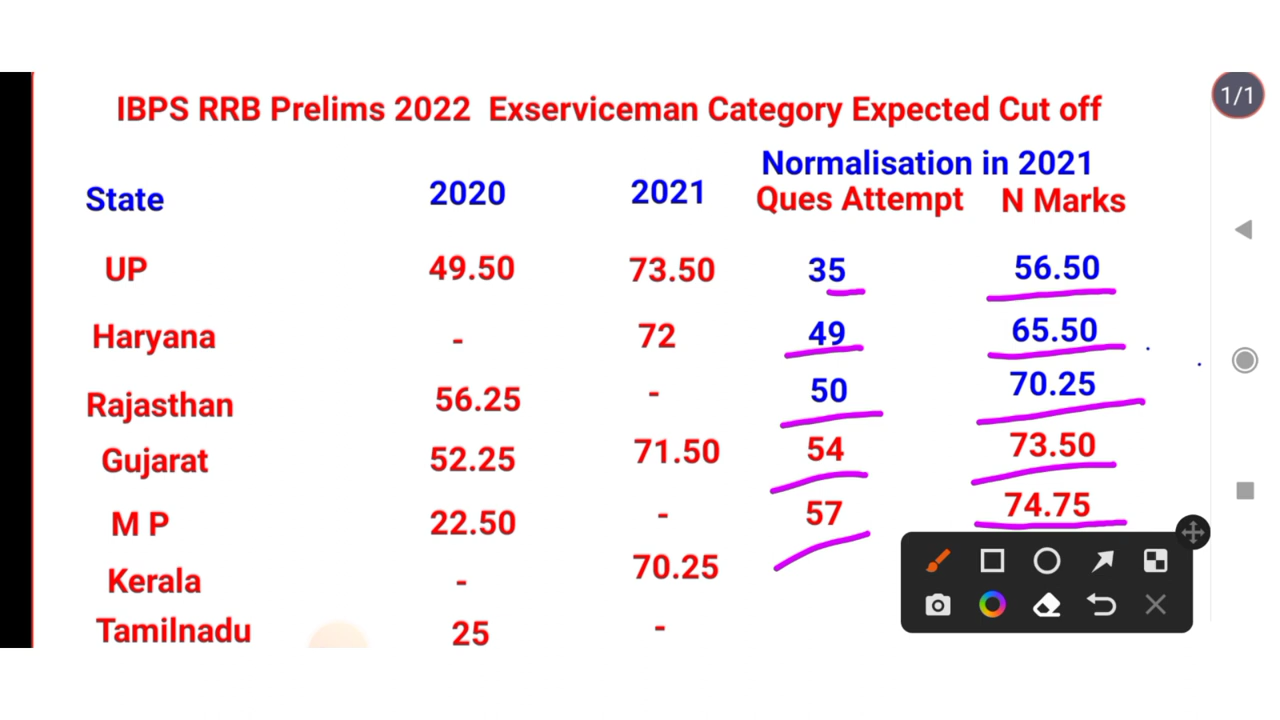 IBPS RRB Prelims 2022 Exserviceman Category Expected Cut off
1/1
Normalisation in 2021
State 2020 2021 Ques Attempt N Marks
UP 49.50 73.50 35 56.50
Haryana - 72 49 65.50
Rajasthan 56.25 - 50 70.25
Gujarat 52.25 71.50 54 73.50
M P 22.50 - 57 74.75
Kerala - 70.25
Tamilnadu 25 -